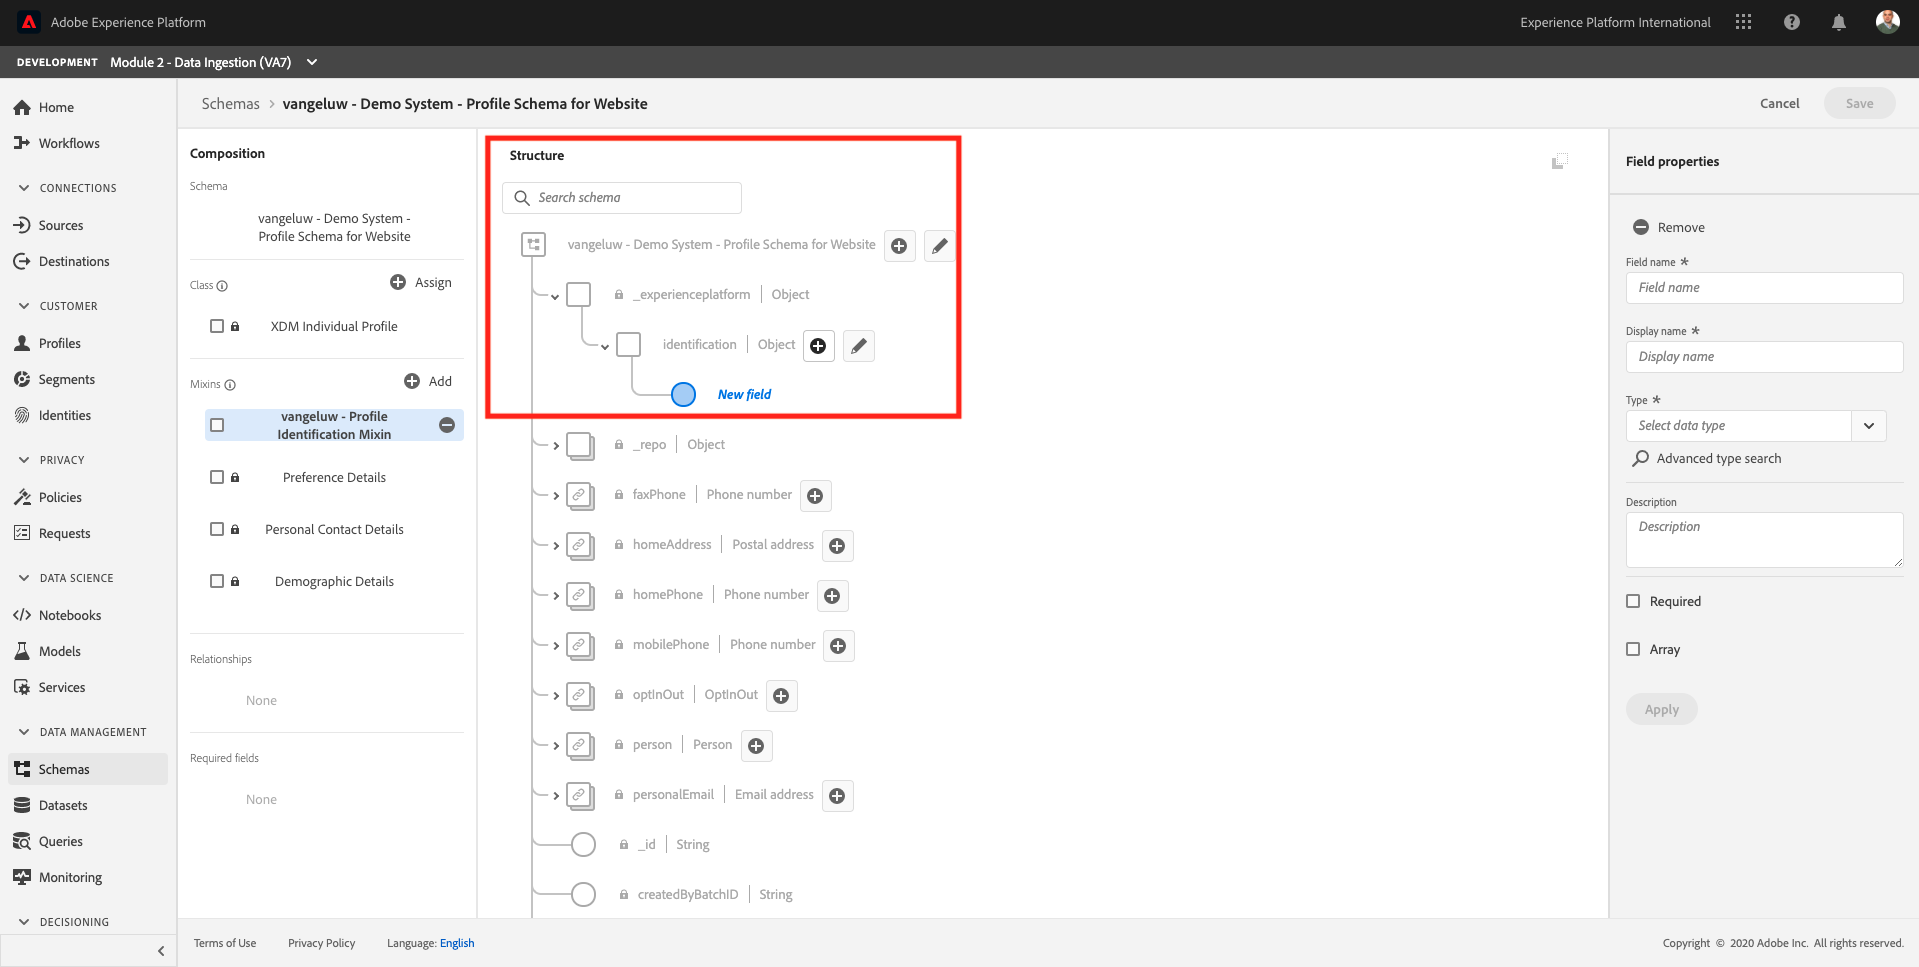 Adobe Experience Platform
Experience Platform International
DEVELOPMENT Module 2 - Data Ingestion (VA7)
Home
Workflows
CONNECTIONS
Sources
Destinations
CUSTOMER
Profiles
Segments
Identities
PRIVACY
Policies
Requests
DATA SCIENCE
Notebooks
Models
Services
DATA MANAGEMENT
Schemas
Datasets
Queries
Monitoring
DECISIONING
Schemas > vangeluw - Demo System - Profile Schema for Website
Cancel
Save
Composition
Schema
vangeluw - Demo System -
Profile Schema for Website
Class
Assign
XDM Individual Profile
Mixins
Add
vangeluw - Profile
Identification Mixin
Preference Details
Personal Contact Details
Demographic Details
Relationships
None
Required fields
None
Structure
Search schema
vangeluw - Demo System - Profile Schema for Website
_experienceplatform | Object
identification | Object
New field
_repo | Object
faxPhone | Phone number
homeAddress | Postal address
homePhone | Phone number
mobilePhone | Phone number
optInOut | OptInOut
person | Person
personalEmail | Email address
_id | String
createdByBatchID | String
Field properties
Remove
Field name *
Field name
Display name *
Display name
Type *
Select data type
Advanced type search
Description
Description
Required
Array
Apply
Terms of Use
Privacy Policy
Language: English
Copyright © 2020 Adobe Inc. All rights reserved.